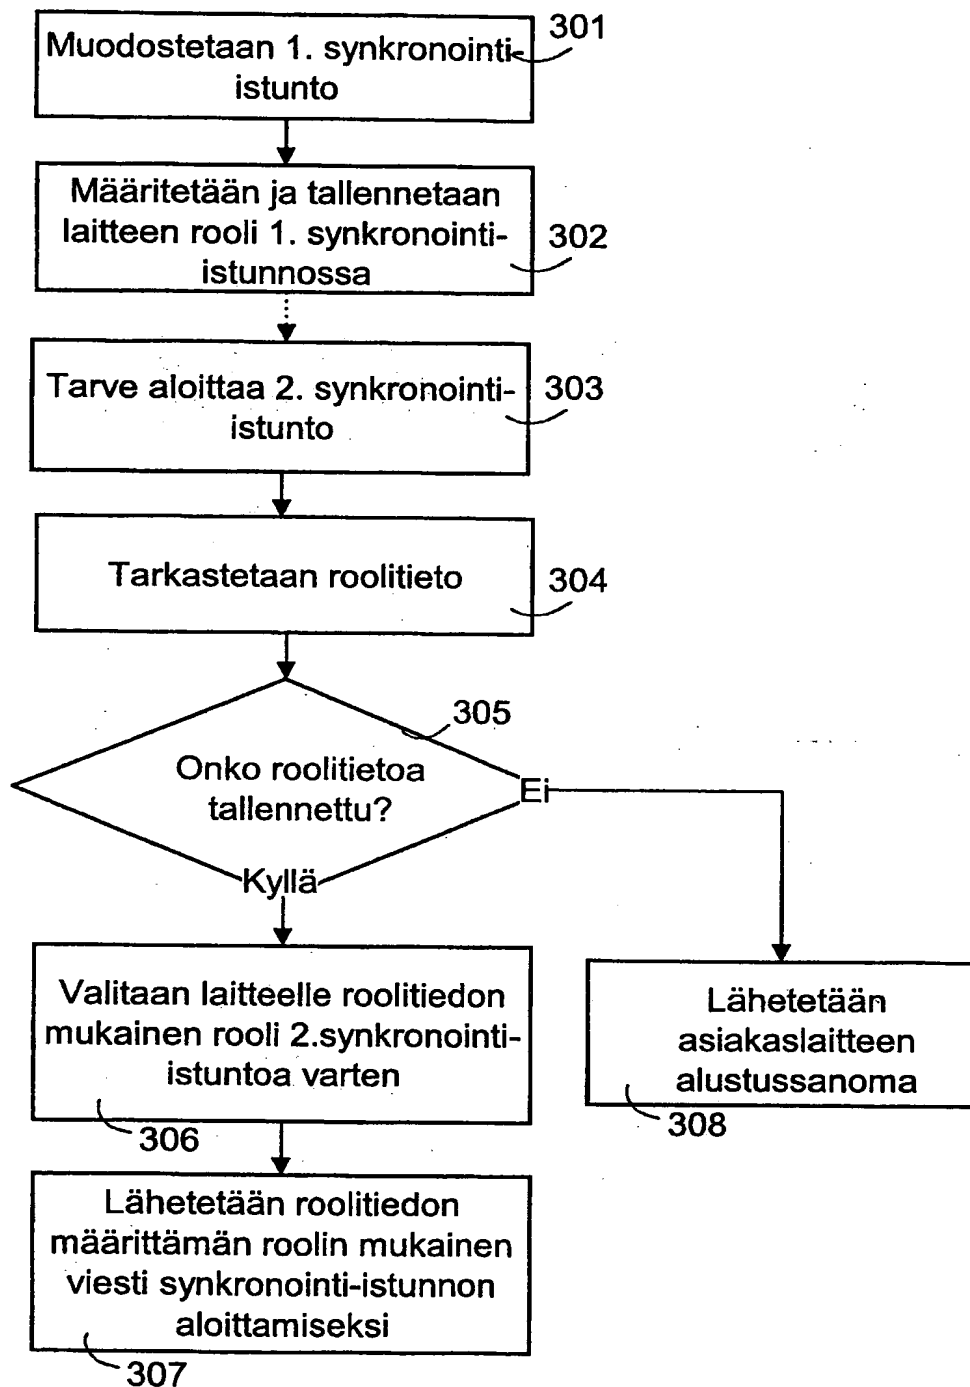 Muodostetaan 1. synkronointi-
istunto
301
Määritetään ja tallennetaan
laitteen rooli 1. synkronointi-
istunnossa
302
Tarve aloittaa 2. synkronointi-
istunto
303
Tarkastetaan roolitieto
304
305
Onko roolitietoa
tallennettu?
Ei
Kyllä
Valitaan laitteelle roolitiedon
mukainen rooli 2.synkronointi-
istuntoa varten
306
Lähetetään
asiakaslaitteen
alustussanoma
308
Lähetetään roolitiedon
määrittämän roolin mukainen
viesti synkronointi-istunnon
aloittamiseksi
307